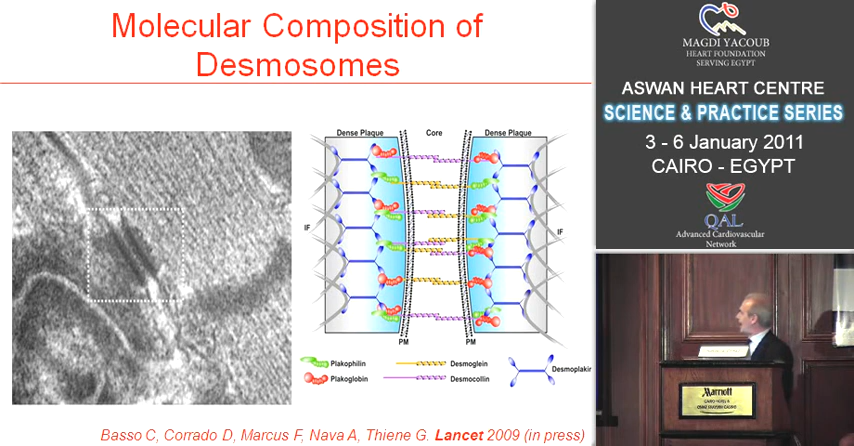 Molecular Composition of
Desmosomes
Dense Plaque
Core
Dense Plaque
IF
IF
PM
PM
Plakophilin
Plakoglobin
Desmoglein
Desmocollin
Desmoplakin
Basso C, Corrado D, Marcus F, Nava A, Thiene G. Lancet 2009 (in press)
MAGDI YACOUB
HEART FOUNDATION
SERVING EGYPT
ASWAN HEART CENTRE
SCIENCE & PRACTICE SERIES
3 - 6 January 2011
CAIRO - EGYPT
QAL
Advanced Cardiovascular
Network
Marriott